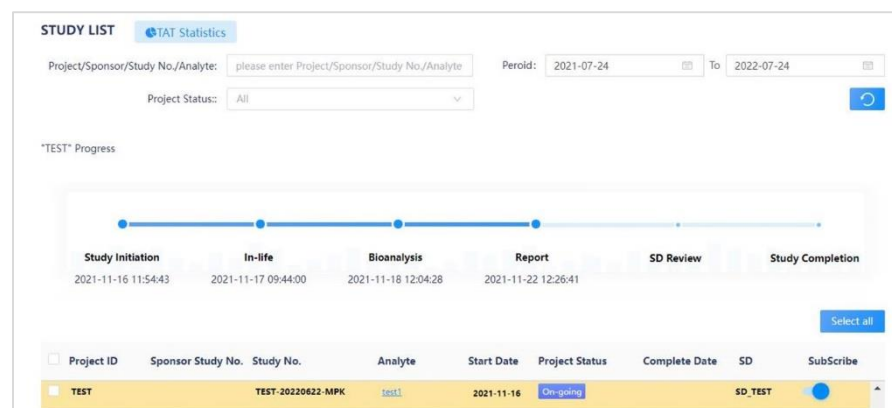 STUDY LIST TAT Statistics
Project/Sponsor/Study No./Analyte: please enter Project/Sponsor/Study No./Analyte Peroid: 2021-07-24 To 2022-07-24
Project Status:: All
"TEST" Progress
Study Initiation In-life Bioanalysis Report SD Review Study Completion
2021-11-16 11:54:43 2021-11-17 09:44:00 2021-11-18 12:04:28 2021-11-22 12:26:41
Select all
Project ID Sponsor Study No. Study No. Analyte Start Date Project Status Complete Date SD SubScribe
TEST TEST-20220622-MPK test1 2021-11-16 On-going SD_TEST